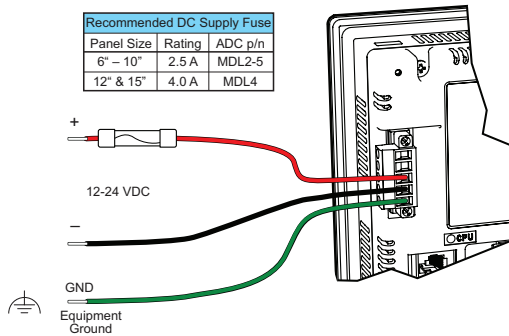 Recommended DC Supply Fuse
Panel Size Rating ADC p/n
6“ – 10” 2.5 A MDL2-5
12“ & 15” 4.0 A MDL4
+
12-24 VDC
–
GND
Equipment
Ground
CPU